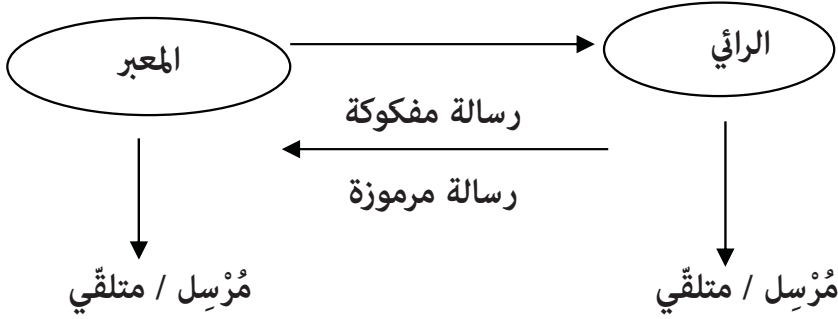 الرائي
المعبر
رسالة مفكوكة
رسالة مرموزة
مُرْسِل / متلقّي
مُرْسِل / متلقّي